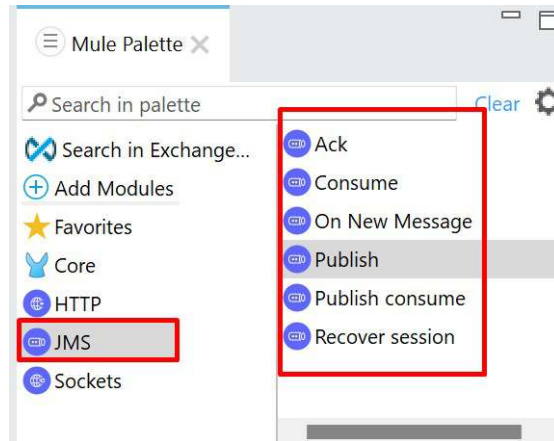 Mule Palette
Search in palette
Clear
Search in Exchange...
Add Modules
Favorites
Core
HTTP
JMS
Sockets
Ack
Consume
On New Message
Publish
Publish consume
Recover session